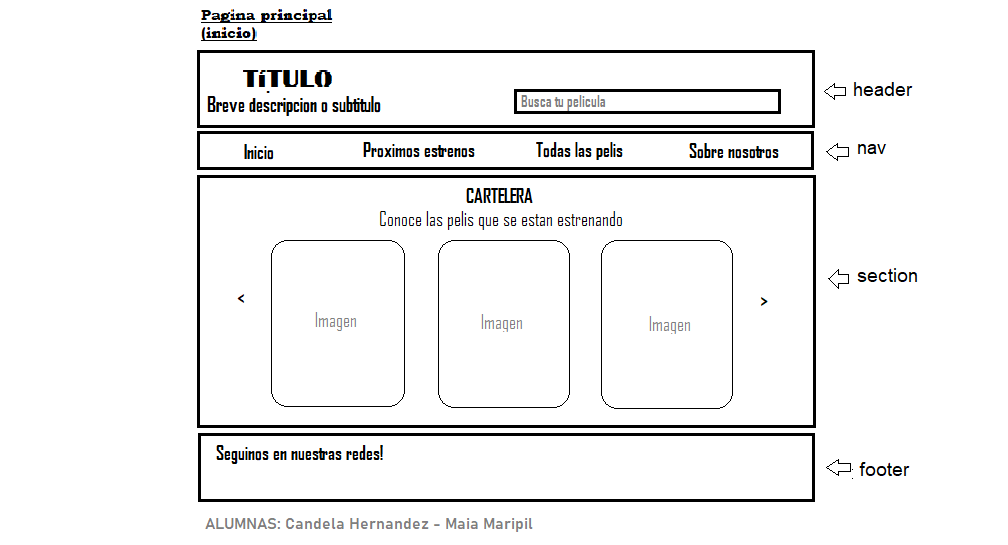 Pagina principal
(inicio)
TíTULO
Breve descripcion o subtitulo
Busca tu pelicula
header
Inicio Proximos estrenos Todas las pelis Sobre nosotros
nav
CARTELERA
Conoce las pelis que se estan estrenando
section
< Imagen Imagen Imagen >
Seguinos en nuestras redes!
footer
ALUMNAS: Candela Hernandez - Maia Maripil